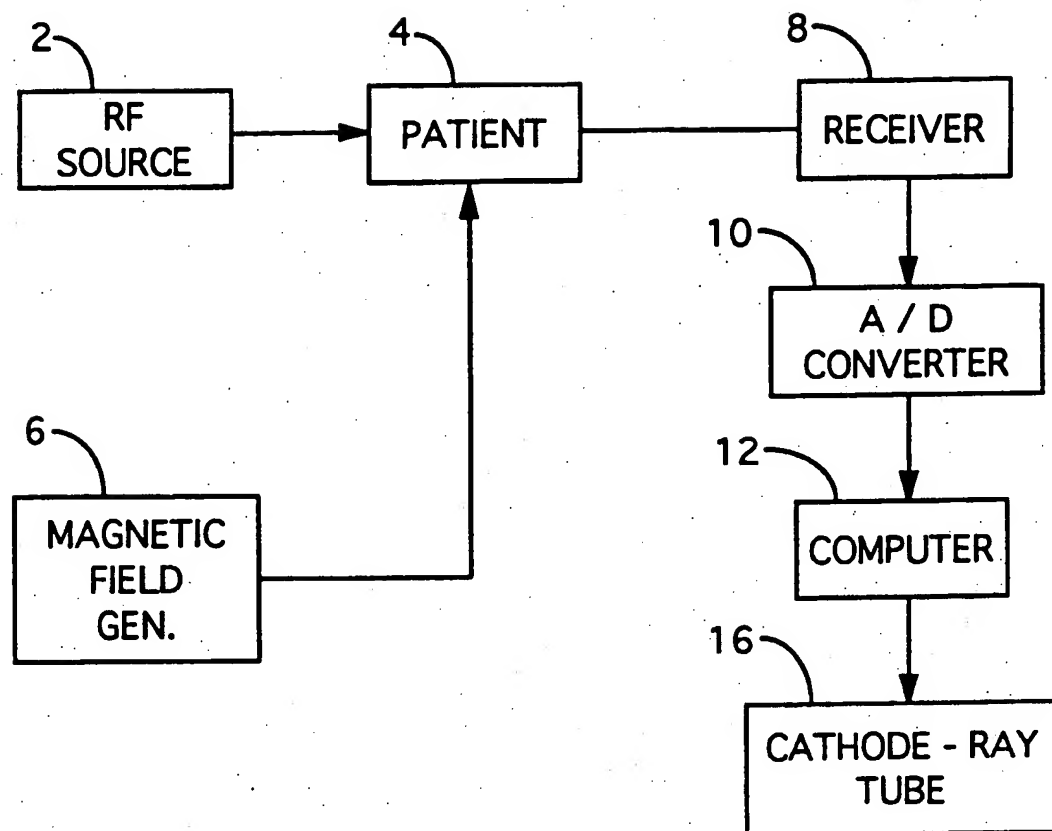 2
RF
SOURCE
4
PATIENT
8
RECEIVER
10
A / D
CONVERTER
6
MAGNETIC
FIELD
GEN.
12
COMPUTER
16
CATHODE - RAY
TUBE